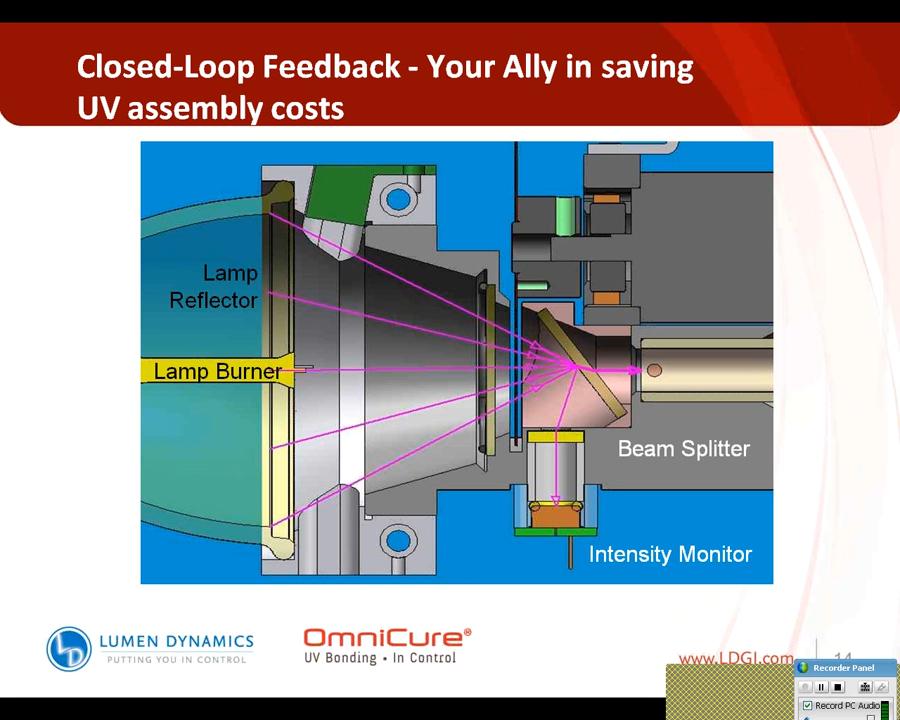 Closed-Loop Feedback - Your Ally in saving
UV assembly costs
Lamp
Reflector
Lamp Burner
Beam Splitter
Intensity Monitor
LUMEN DYNAMICS
PUTTING YOU IN CONTROL
OmniCure®
UV Bonding • In Control
www.LDGI.com
14
Recorder Panel
Record PC Audio